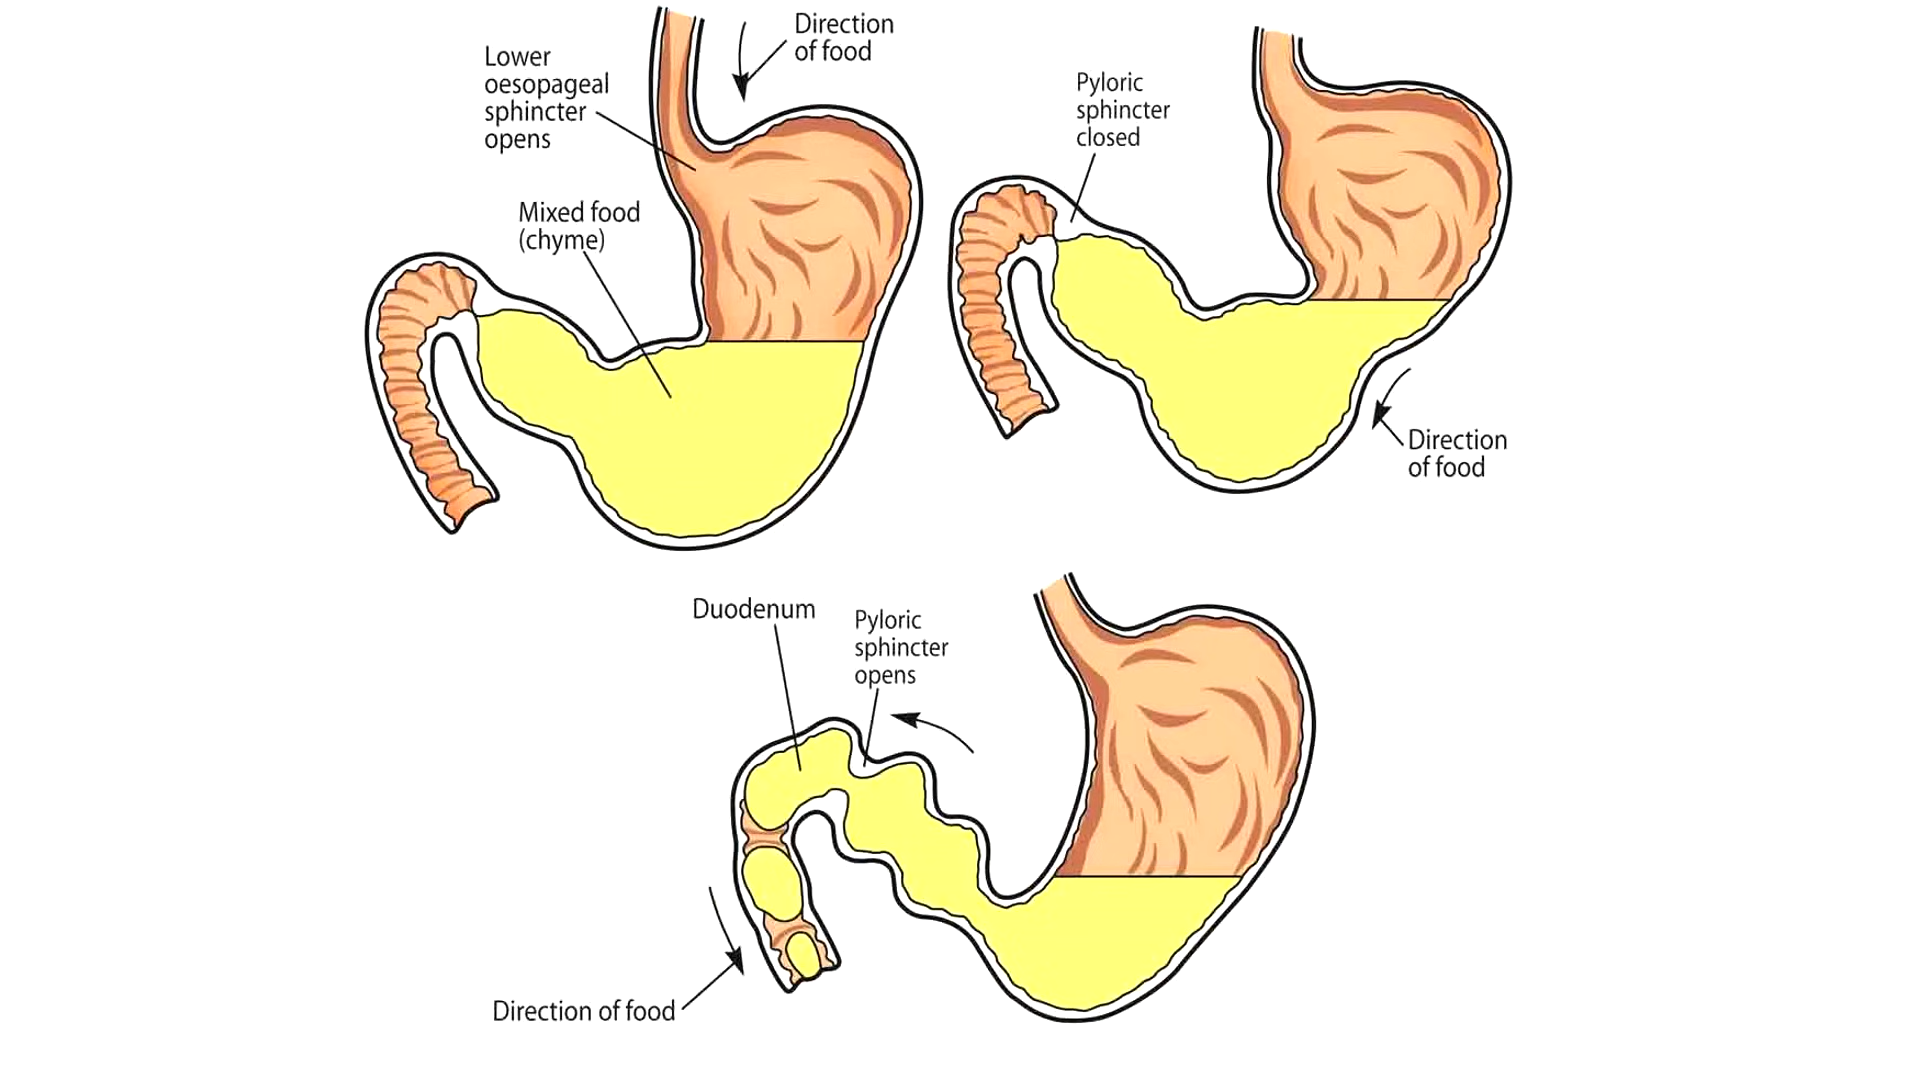 Direction
of food
Lower
oesopageal
sphincter
opens
Mixed food
(chyme)
Pyloric
sphincter
closed
Direction
of food
Duodenum
Pyloric
sphincter
opens
Direction of food